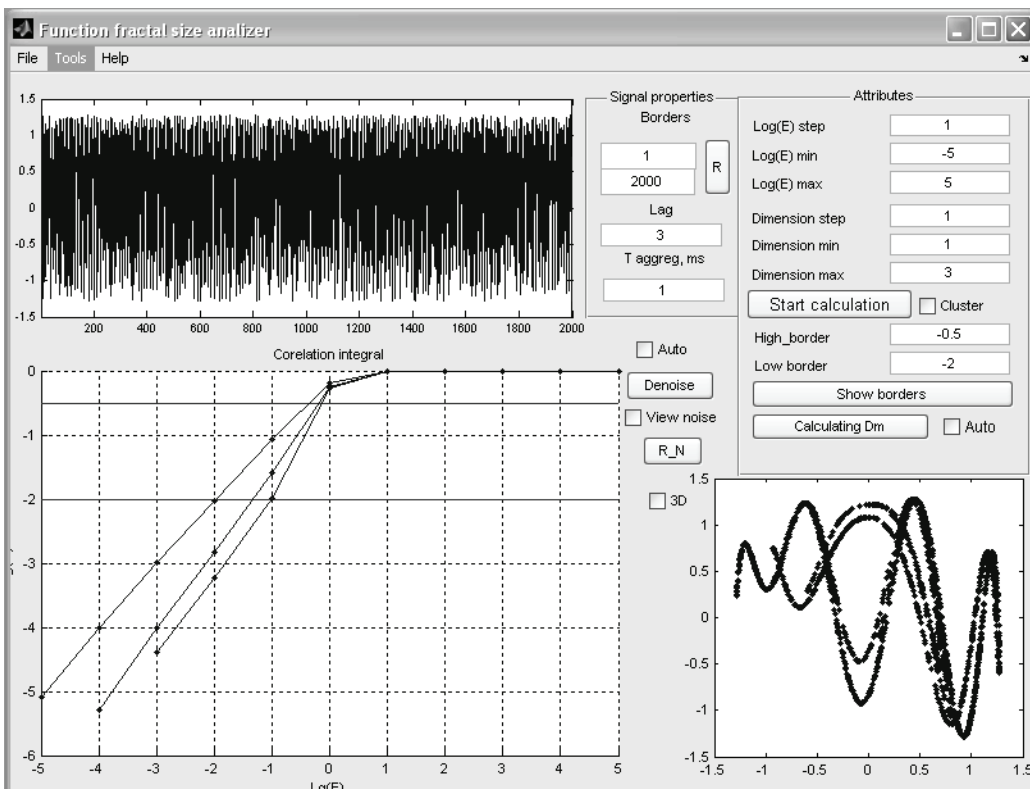 Function fractal size analizer
File Tools Help
1.5
1
0.5
0
-0.5
-1
-1.5
200 400 600 800 1000 1200 1400 1600 1800 2000
Signal properties
Borders
1
2000
R
Lag
3
T aggreg, ms
1
Attributes
Log(E) step 1
Log(E) min -5
Log(E) max 5
Dimension step 1
Dimension min 1
Dimension max 3
Start calculation Cluster
High_border -0.5
Low border -2
Show borders
Calculating Dm Auto
Auto
Denoise
View noise
R_N
3D
Corelation integral
0
-1
-2
-3
-4
-5
-6
-5 -4 -3 -2 -1 0 1 2 3 4 5
Lg(E)
1.5
1
0.5
0
-0.5
-1
-1.5
-1.5 -1 -0.5 0 0.5 1 1.5